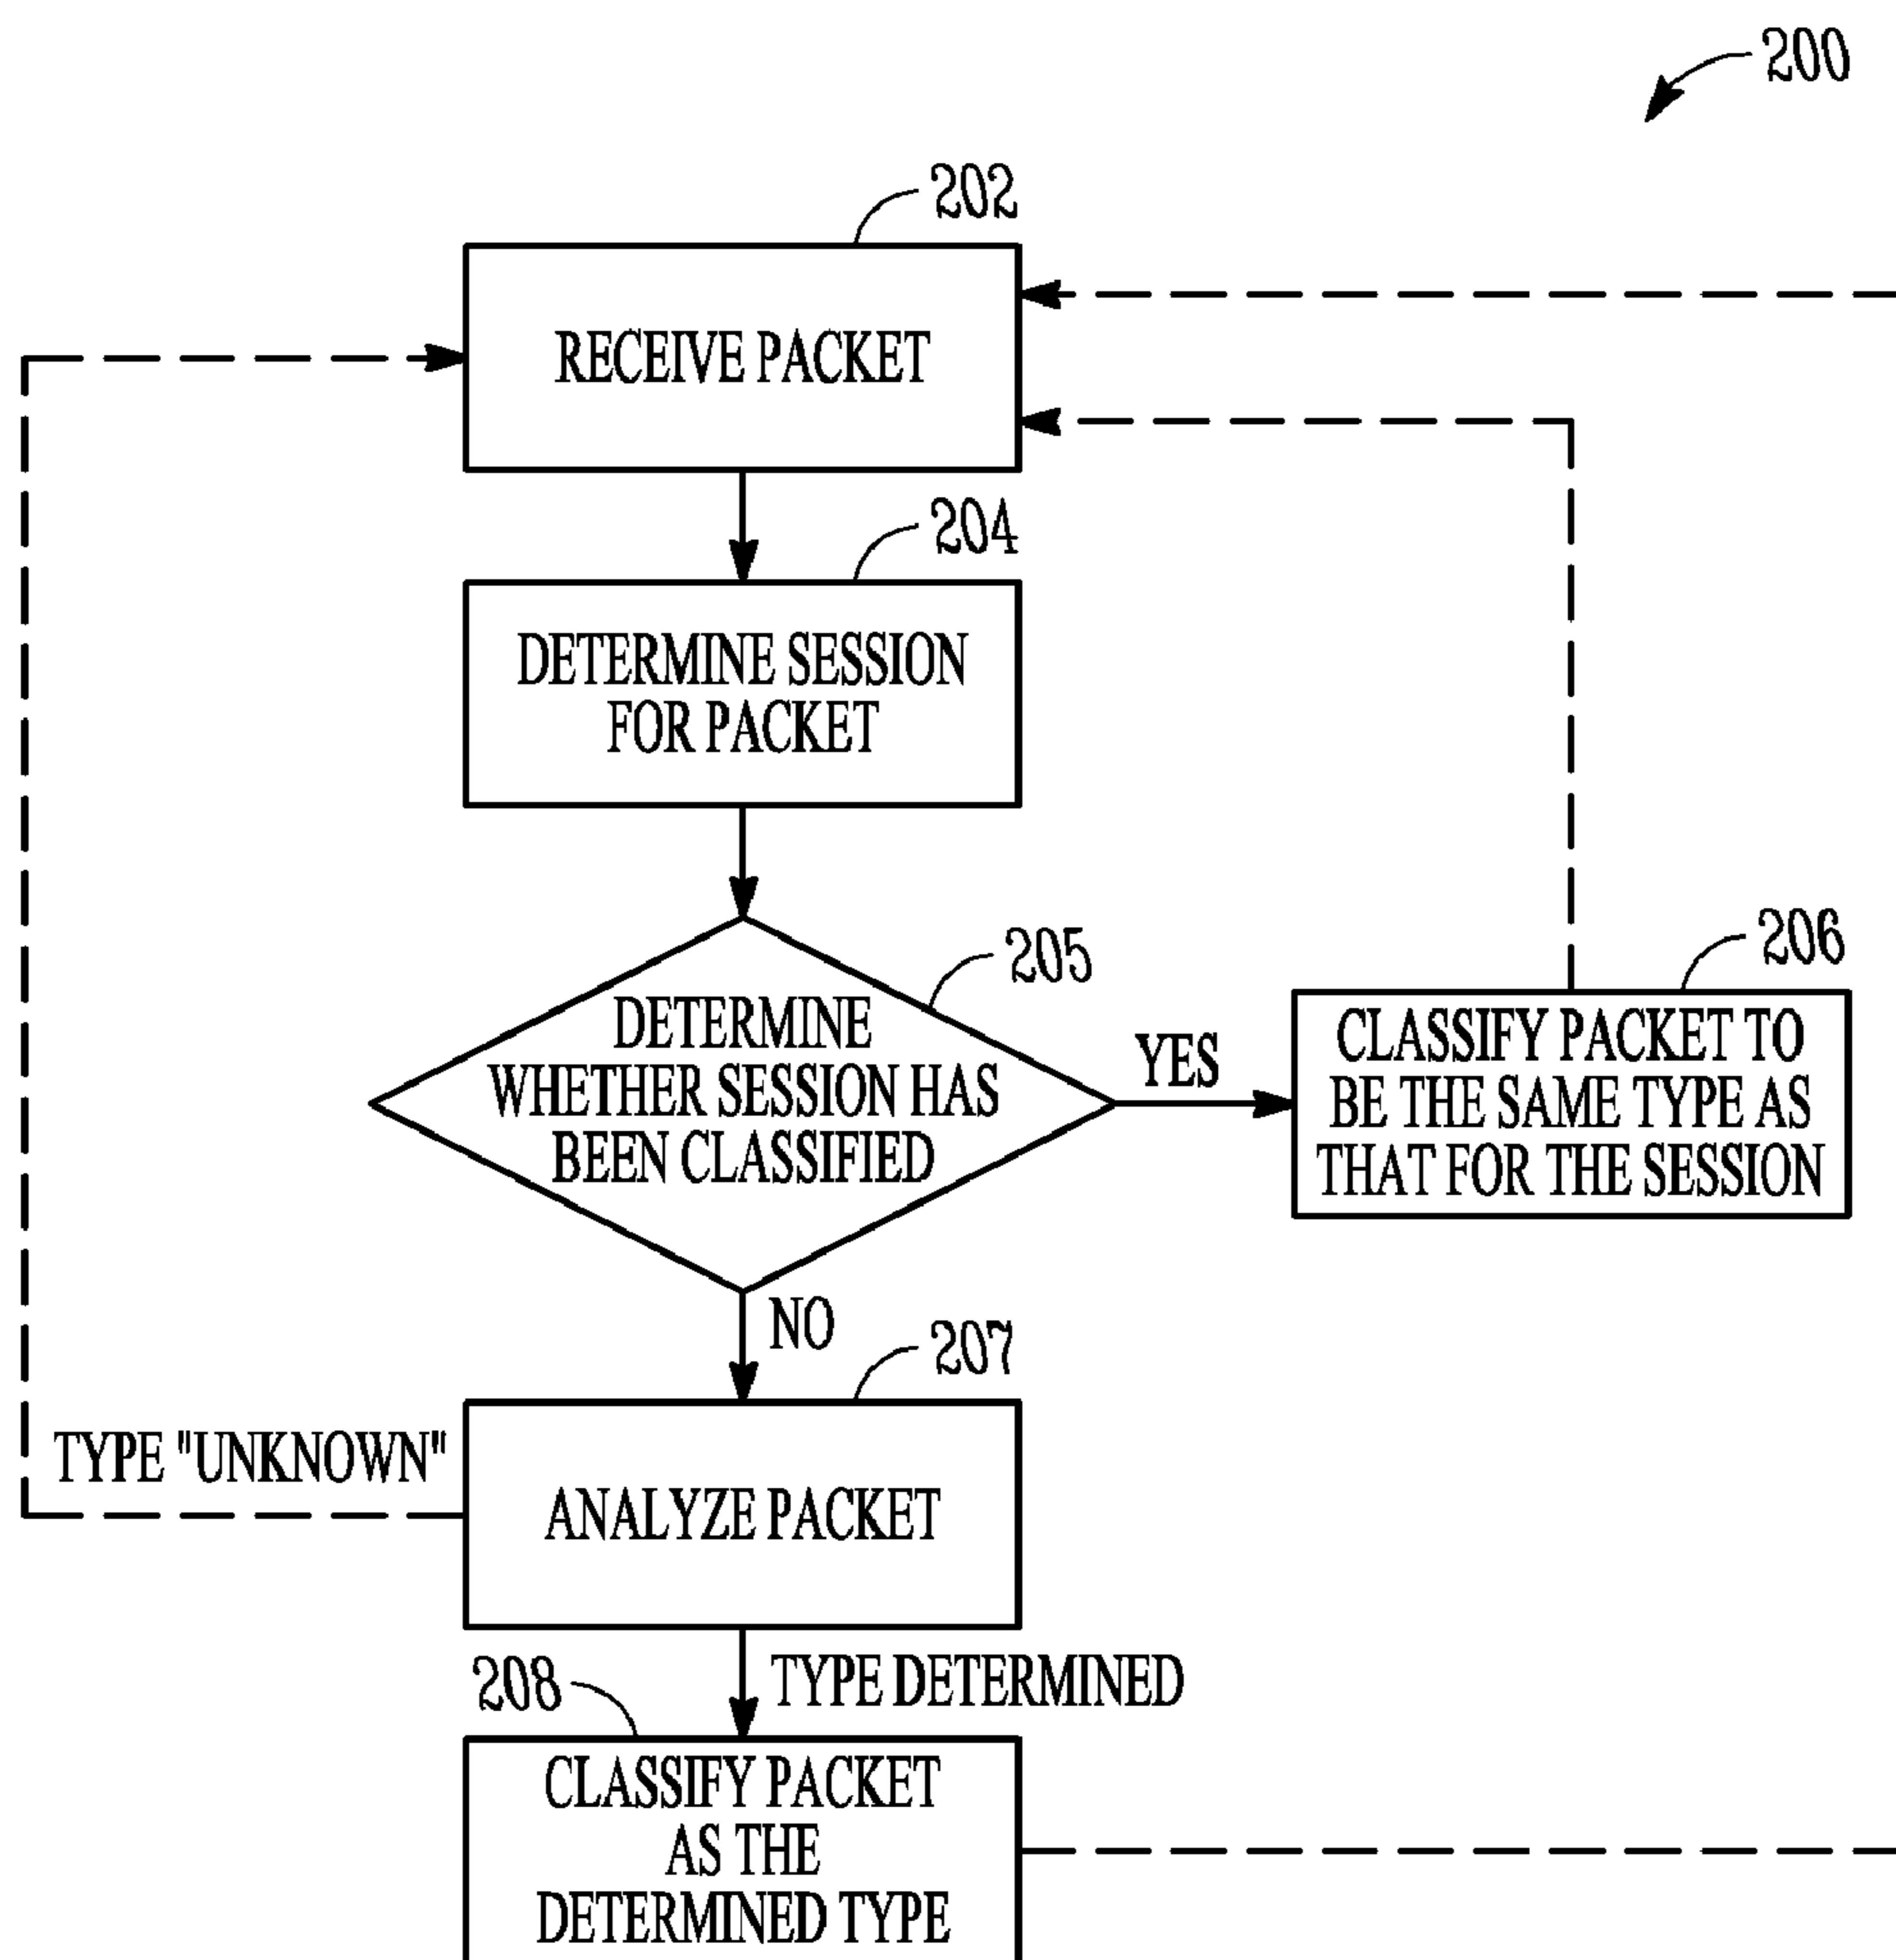 200
202
RECEIVE PACKET
204
DETERMINE SESSION
FOR PACKET
205
DETERMINE
WHETHER SESSION HAS
BEEN CLASSIFIED
YES
206
CLASSIFY PACKET TO
BE THE SAME TYPE AS
THAT FOR THE SESSION
NO
207
TYPE "UNKNOWN"
ANALYZE PACKET
208
TYPE DETERMINED
CLASSIFY PACKET
AS THE
DETERMINED TYPE